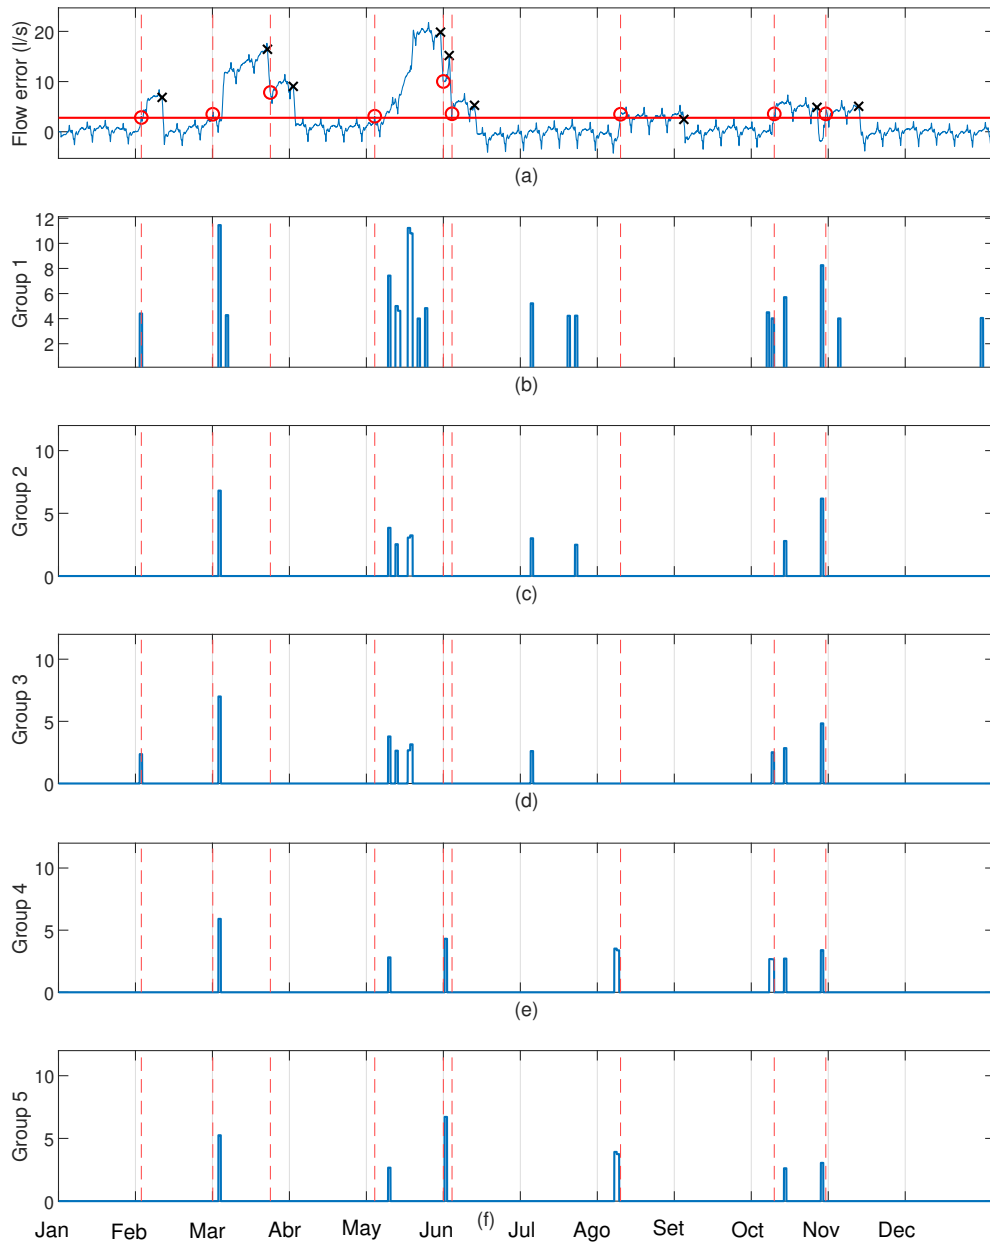 Flow error (l/s)
20
10
0
(a)
Group 1
12
10
8
6
4
2
(b)
Group 2
10
5
0
(c)
Group 3
10
5
0
(d)
Group 4
10
5
0
(e)
Group 5
10
5
0
Jan Feb Mar Abr May Jun (f) Jul Ago Set Oct Nov Dec